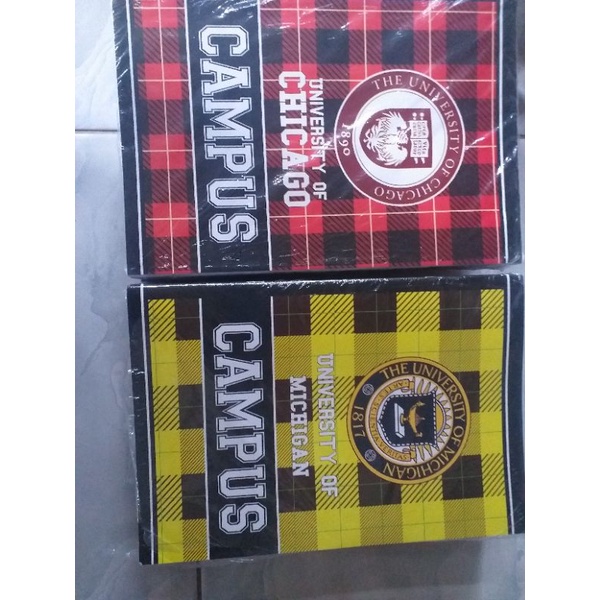 CAMPUS
UNIVERSITY OF
CHICAGO
THE UNIVERSITY OF CHICAGO
1890
CAMPUS
UNIVERSITY OF
MICHIGAN
THE UNIVERSITY OF MICHIGAN
1817